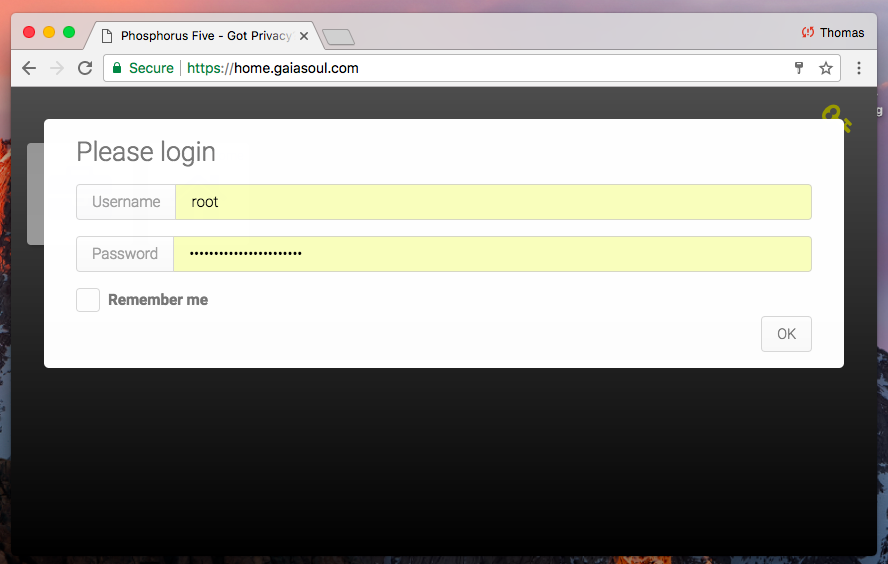 Phosphorus Five - Got Privacy
Thomas
Secure https://home.gaiasoul.com
g
Please login
Username root
Password •••••••••••••••••••••••
Remember me
OK